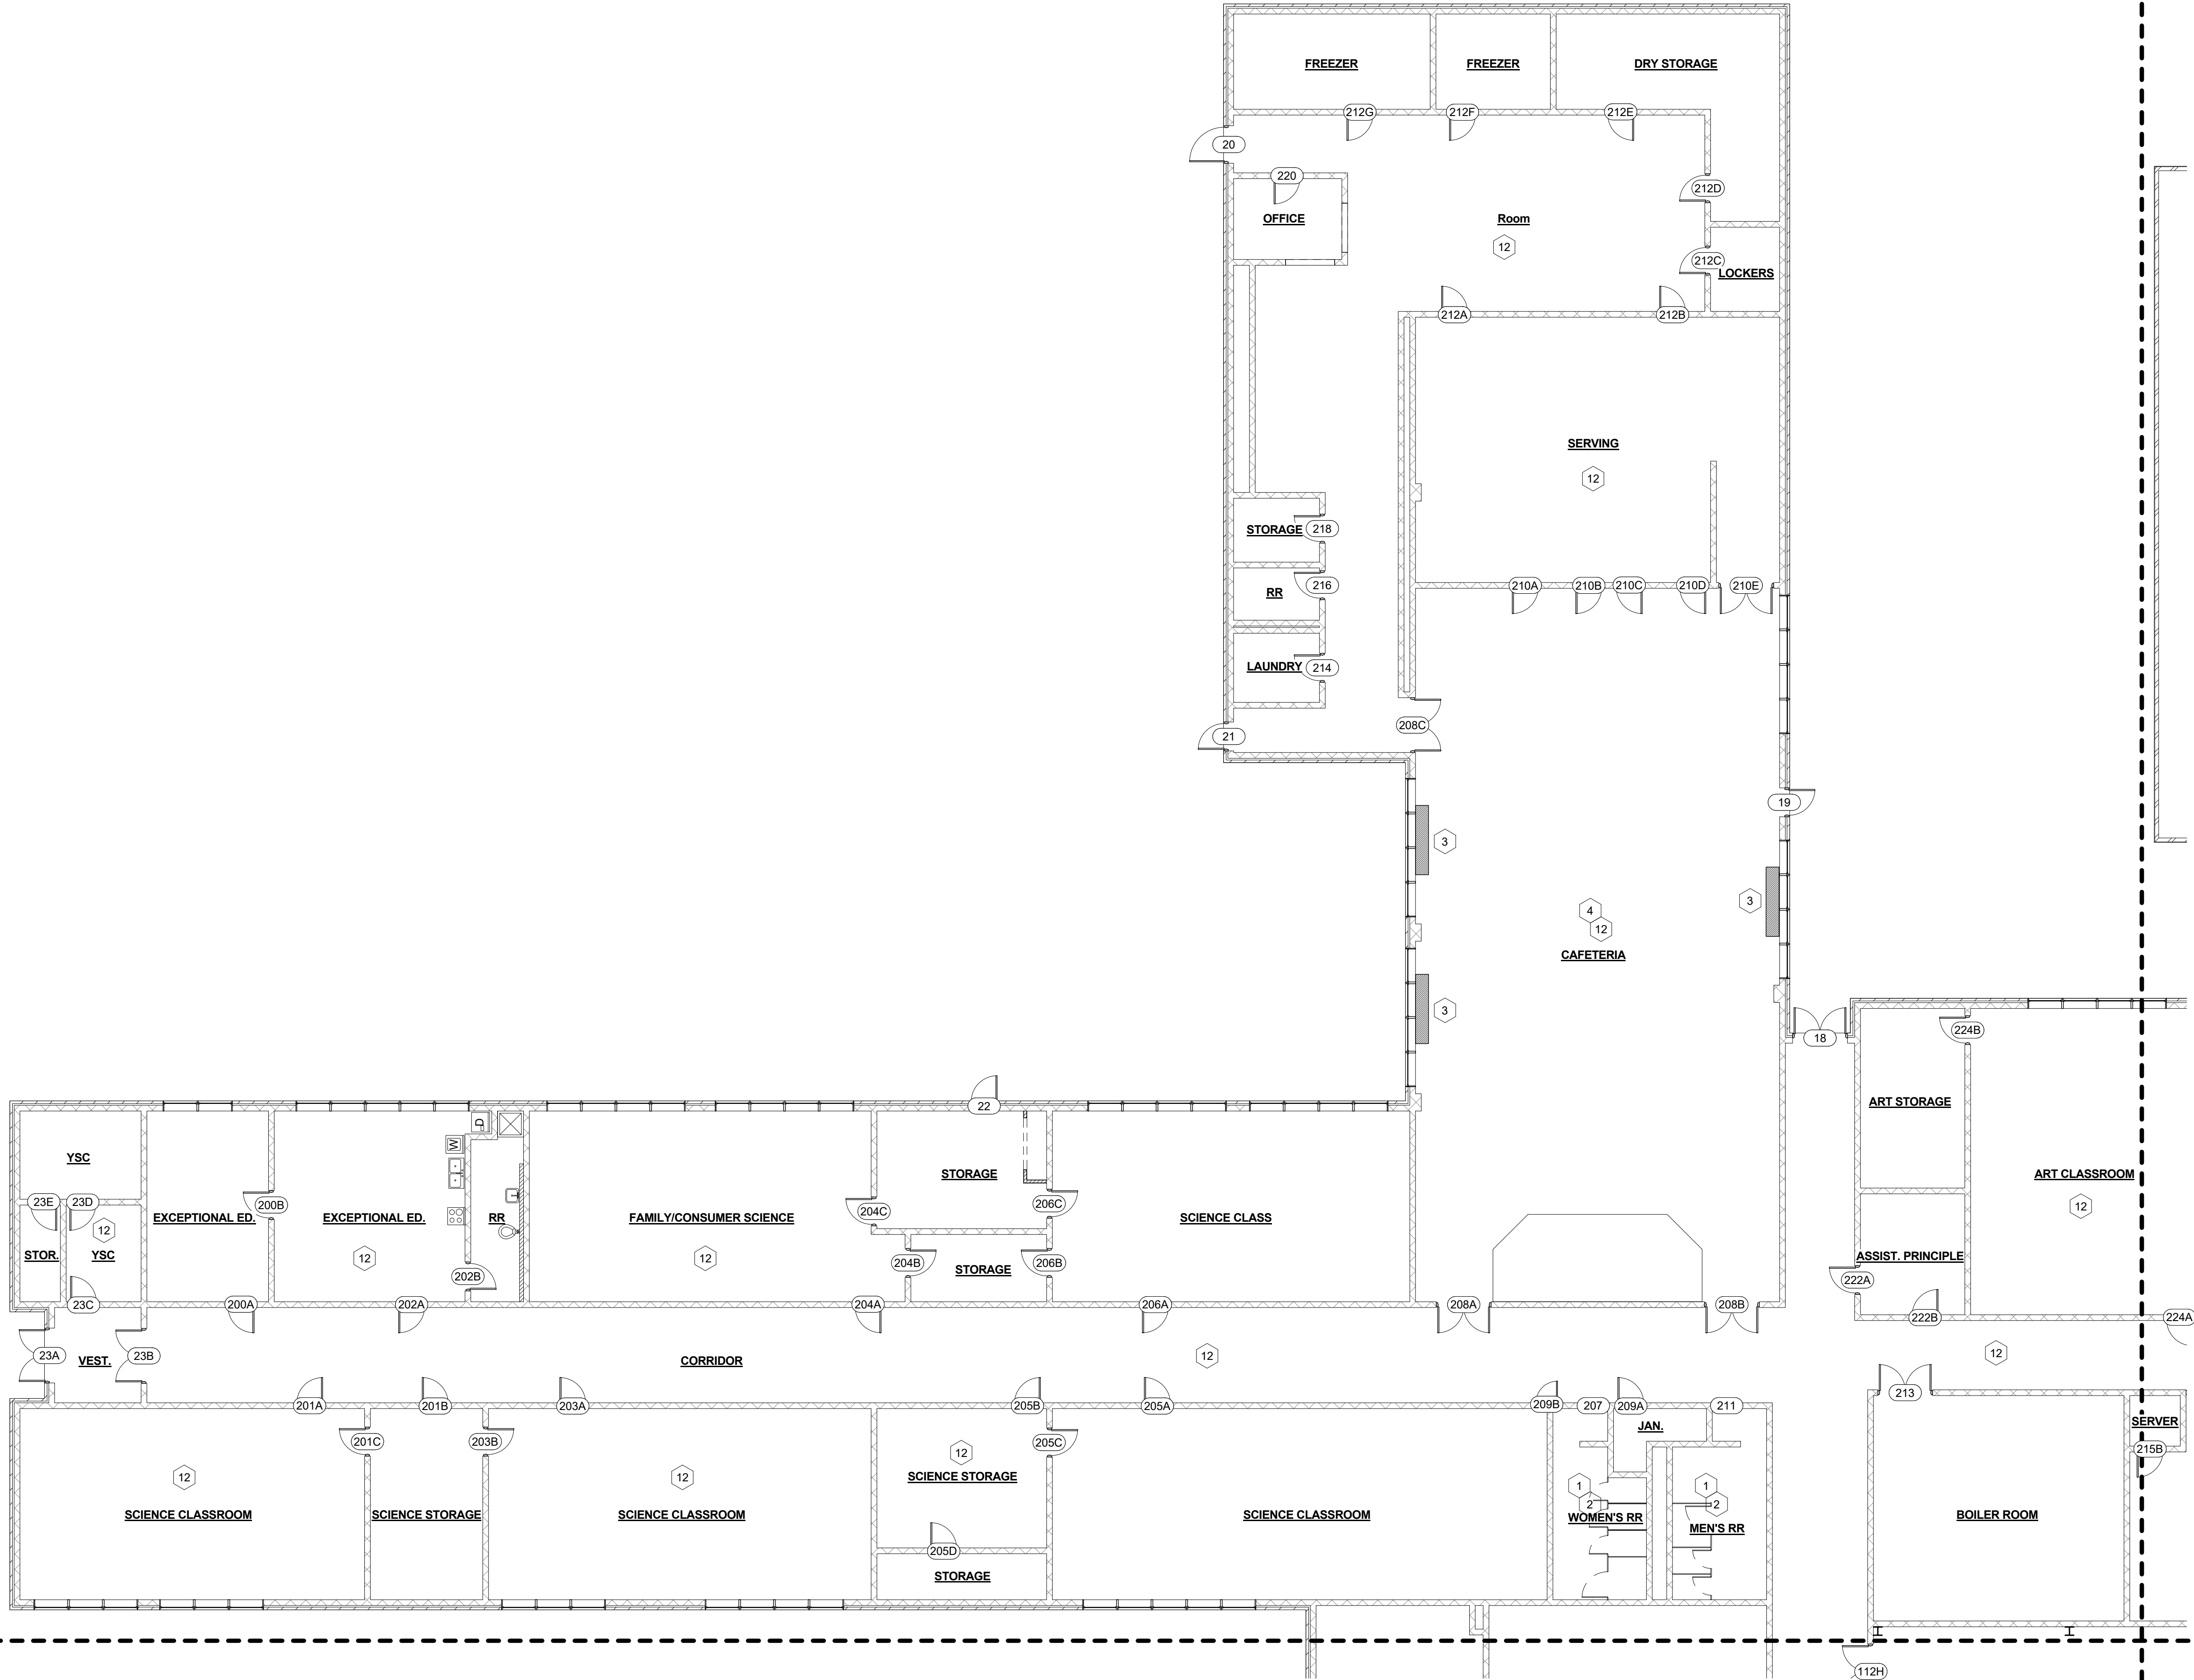 FREEZER
FREEZER
DRY STORAGE
212G
212F
212E
20
220
212D
OFFICE
Room
12
212C
LOCKERS
212A
212B
SERVING
12
STORAGE
218
RR
216
210A
210B
210C
210D
210E
LAUNDRY
214
208C
21
19
3
3
4
12
CAFETERIA
3
18
224B
22
ART STORAGE
D
W
YSC
STORAGE
ART CLASSROOM
23E
23D
200B
206C
12
204C
EXCEPTIONAL ED.
EXCEPTIONAL ED.
RR
FAMILY/CONSUMER SCIENCE
SCIENCE CLASS
12
STOR.
YSC
12
12
204B
206B
STORAGE
ASSIST. PRINCIPLE
202B
222A
23C
200A
202A
204A
206A
208A
208B
222B
224A
23A
VEST.
23B
CORRIDOR
12
12
213
201A
201B
203A
205B
205A
209B
207
209A
211
JAN.
SERVER
201C
203B
205C
215B
12
12
12
SCIENCE STORAGE
1
2
1
2
SCIENCE CLASSROOM
SCIENCE STORAGE
SCIENCE CLASSROOM
SCIENCE CLASSROOM
WOMEN'S RR
MEN'S RR
BOILER ROOM
205D
STORAGE
112H